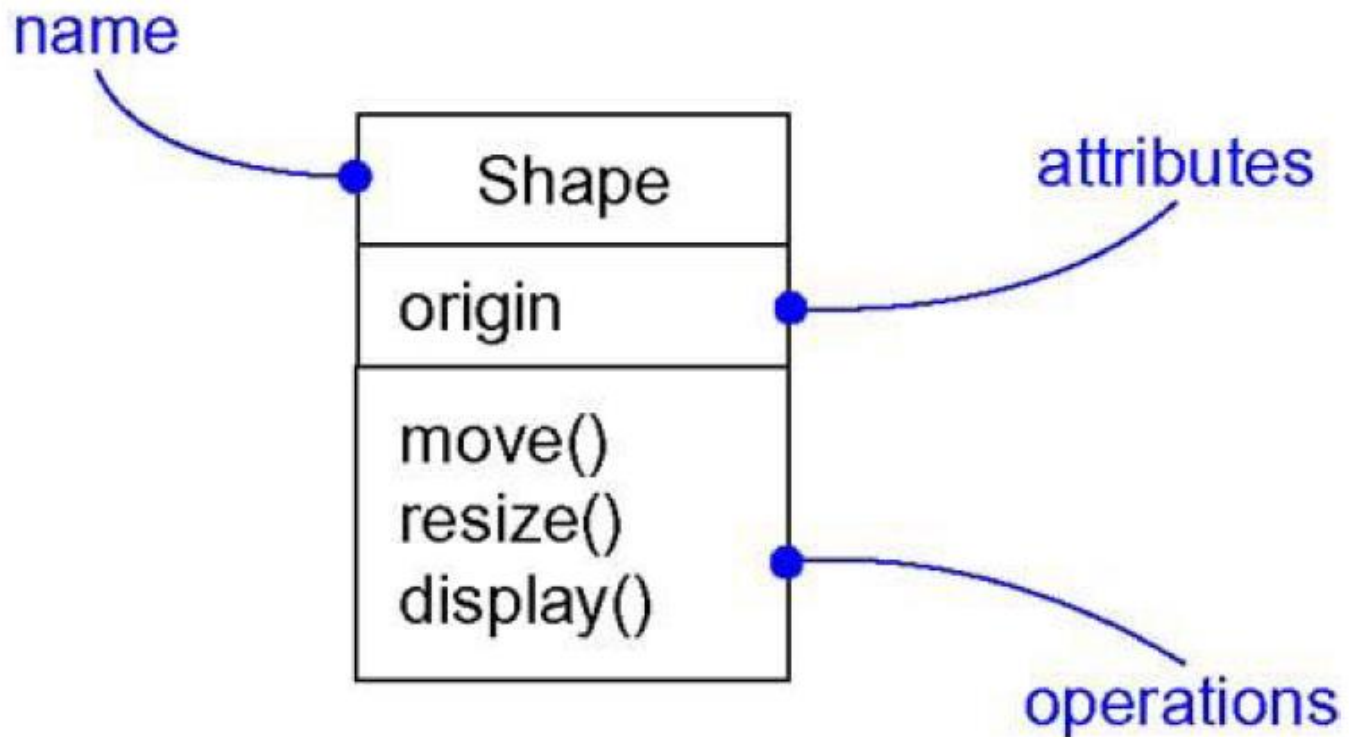 name
Shape
attributes
origin
move()
resize()
display()
operations